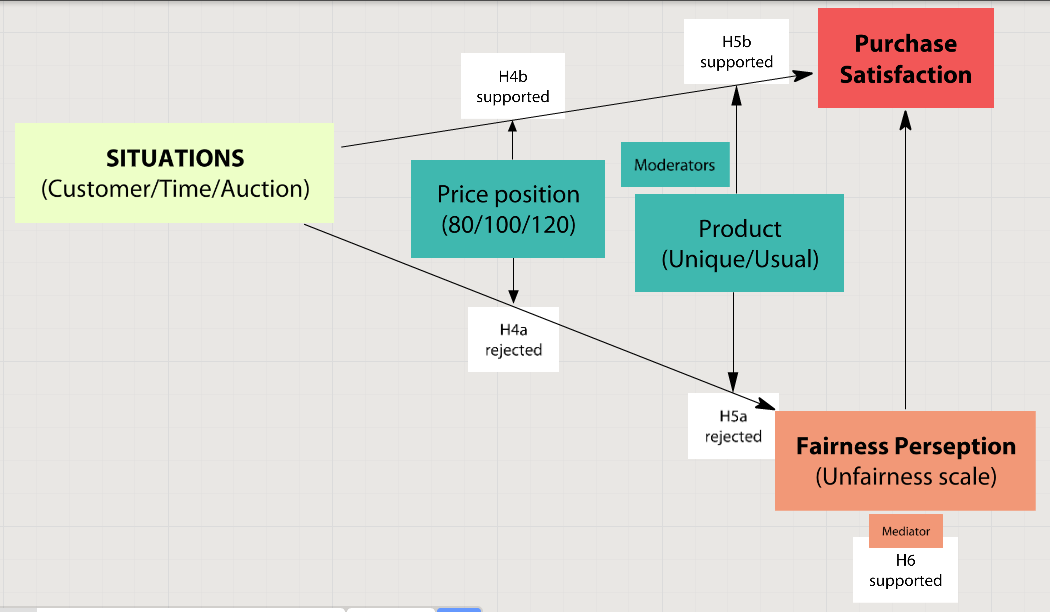 H5b
supported
Purchase
Satisfaction
H4b
supported
SITUATIONS
(Customer/Time/Auction)
Moderators
Price position
(80/100/120)
Product
(Unique/Usual)
H4a
rejected
H5a
rejected
Fairness Perseption
(Unfairness scale)
Mediator
H6
supported